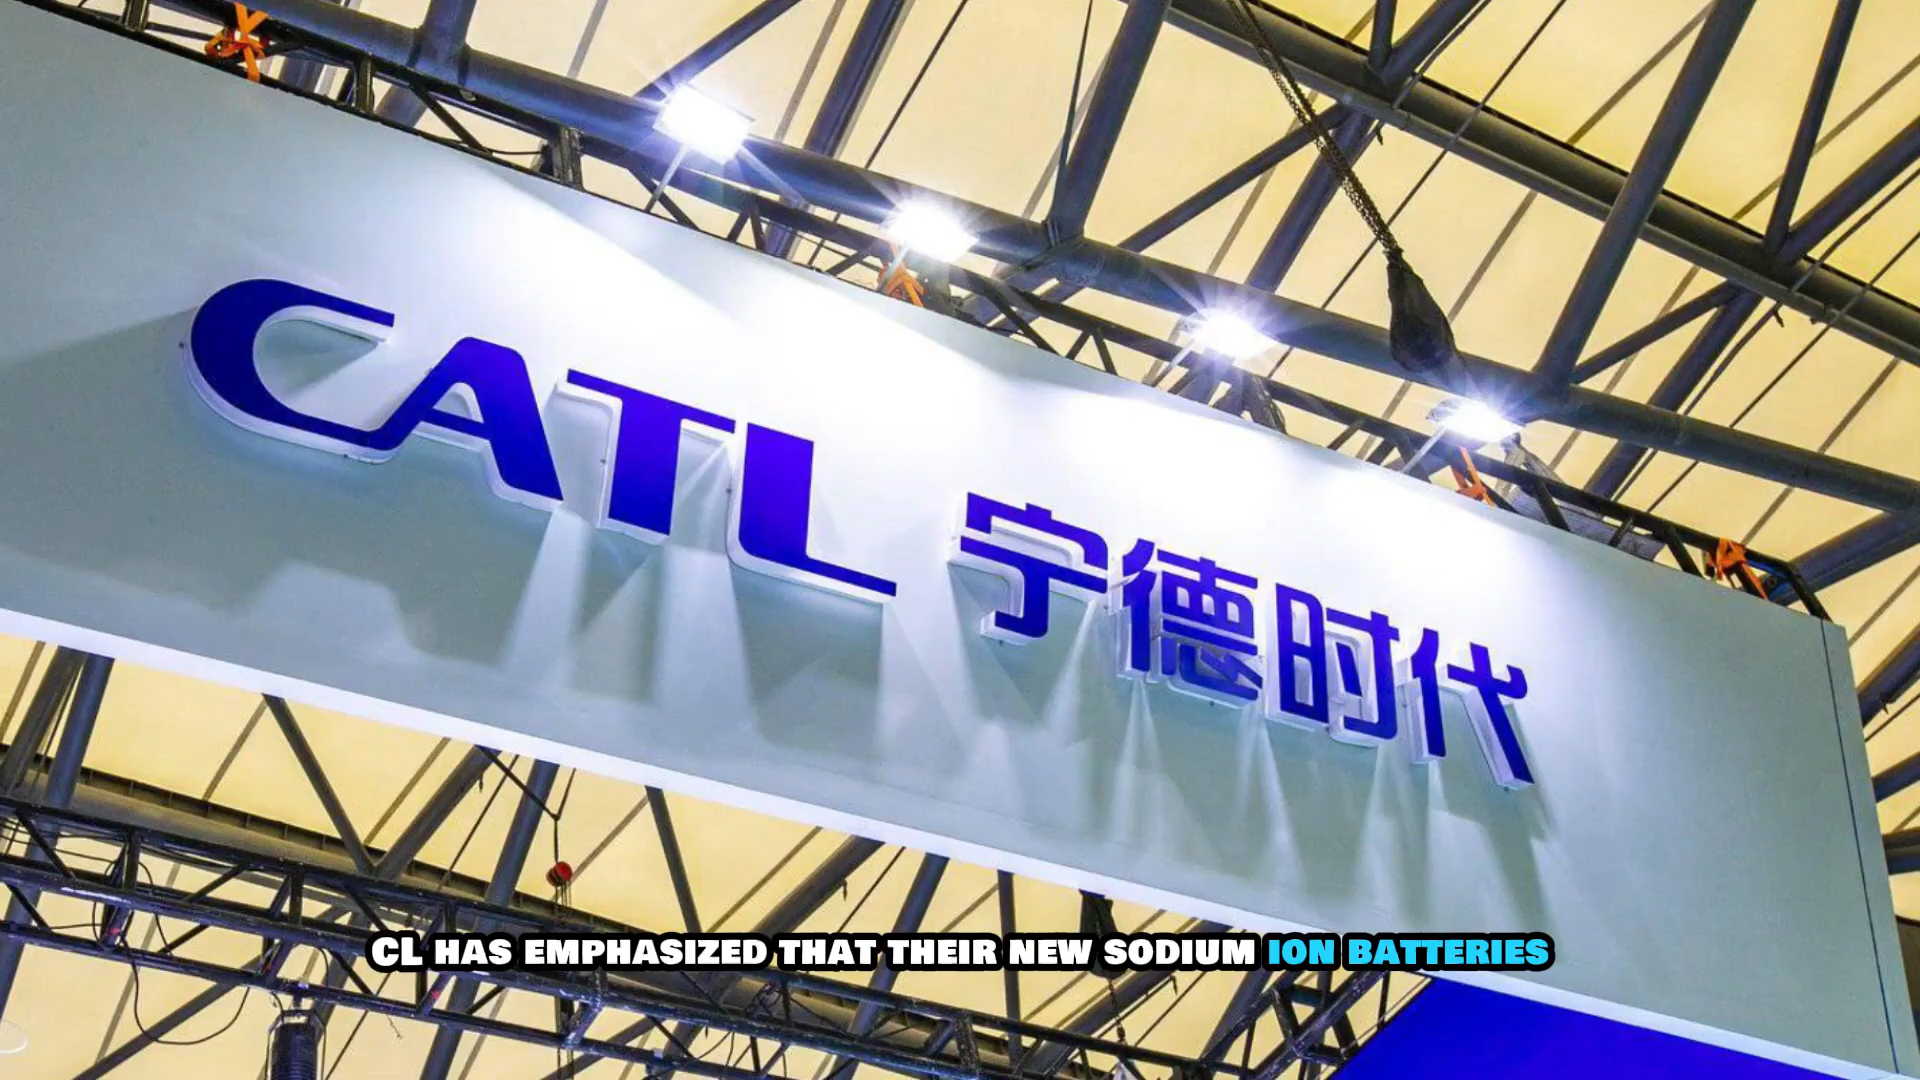 CATL 宁德时代
CL HAS EMPHASIZED THAT THEIR NEW SODIUM ION BATTERIES